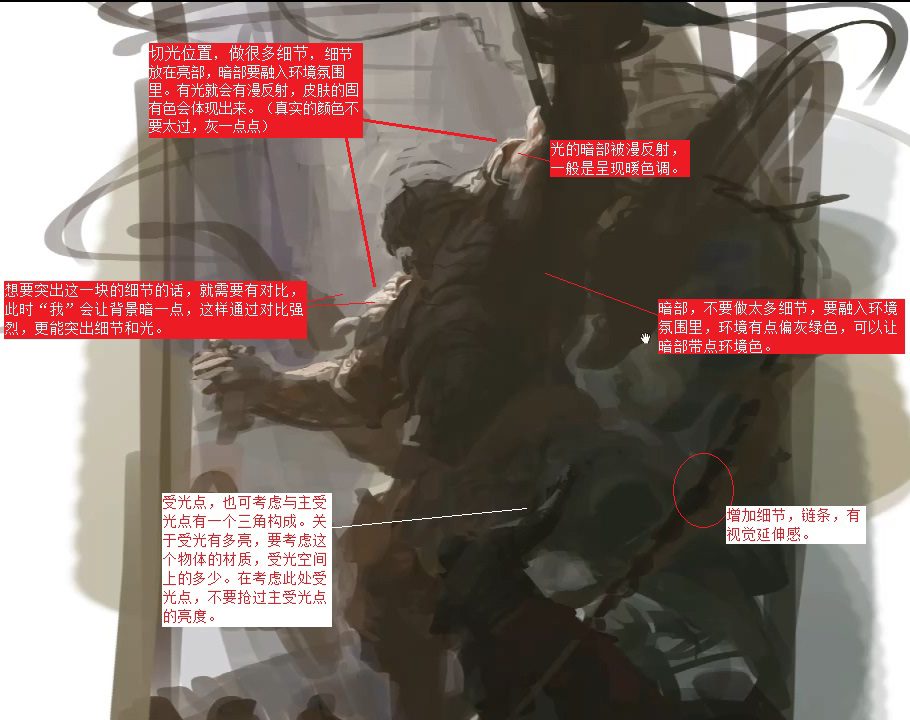 切光位置，做很多细节，细节
放在亮部，暗部要融入环境氛围
里。有光就会有漫反射，皮肤的固
有色会体现出来。（真实的颜色不
要太过，灰一点点）
光的暗部被漫反射，
一般是呈现暖色调。
想要突出这一块的细节的话，就需要有对比，
此时“我”会让背景暗一点，这样通过对比强
烈，更能突出细节和光。
暗部，不要做太多细节，要融入环境
氛围里，环境有点偏灰绿色，可以让
暗部带点环境色。
受光点，也可考虑与主受
光点有一个三角构成。关
于受光有多亮，要考虑这
个物体的材质，受光空间
上的多少。在考虑此处受
光点，不要抢过主受光点
的亮度。
增加细节，链条，有
视觉延伸感。